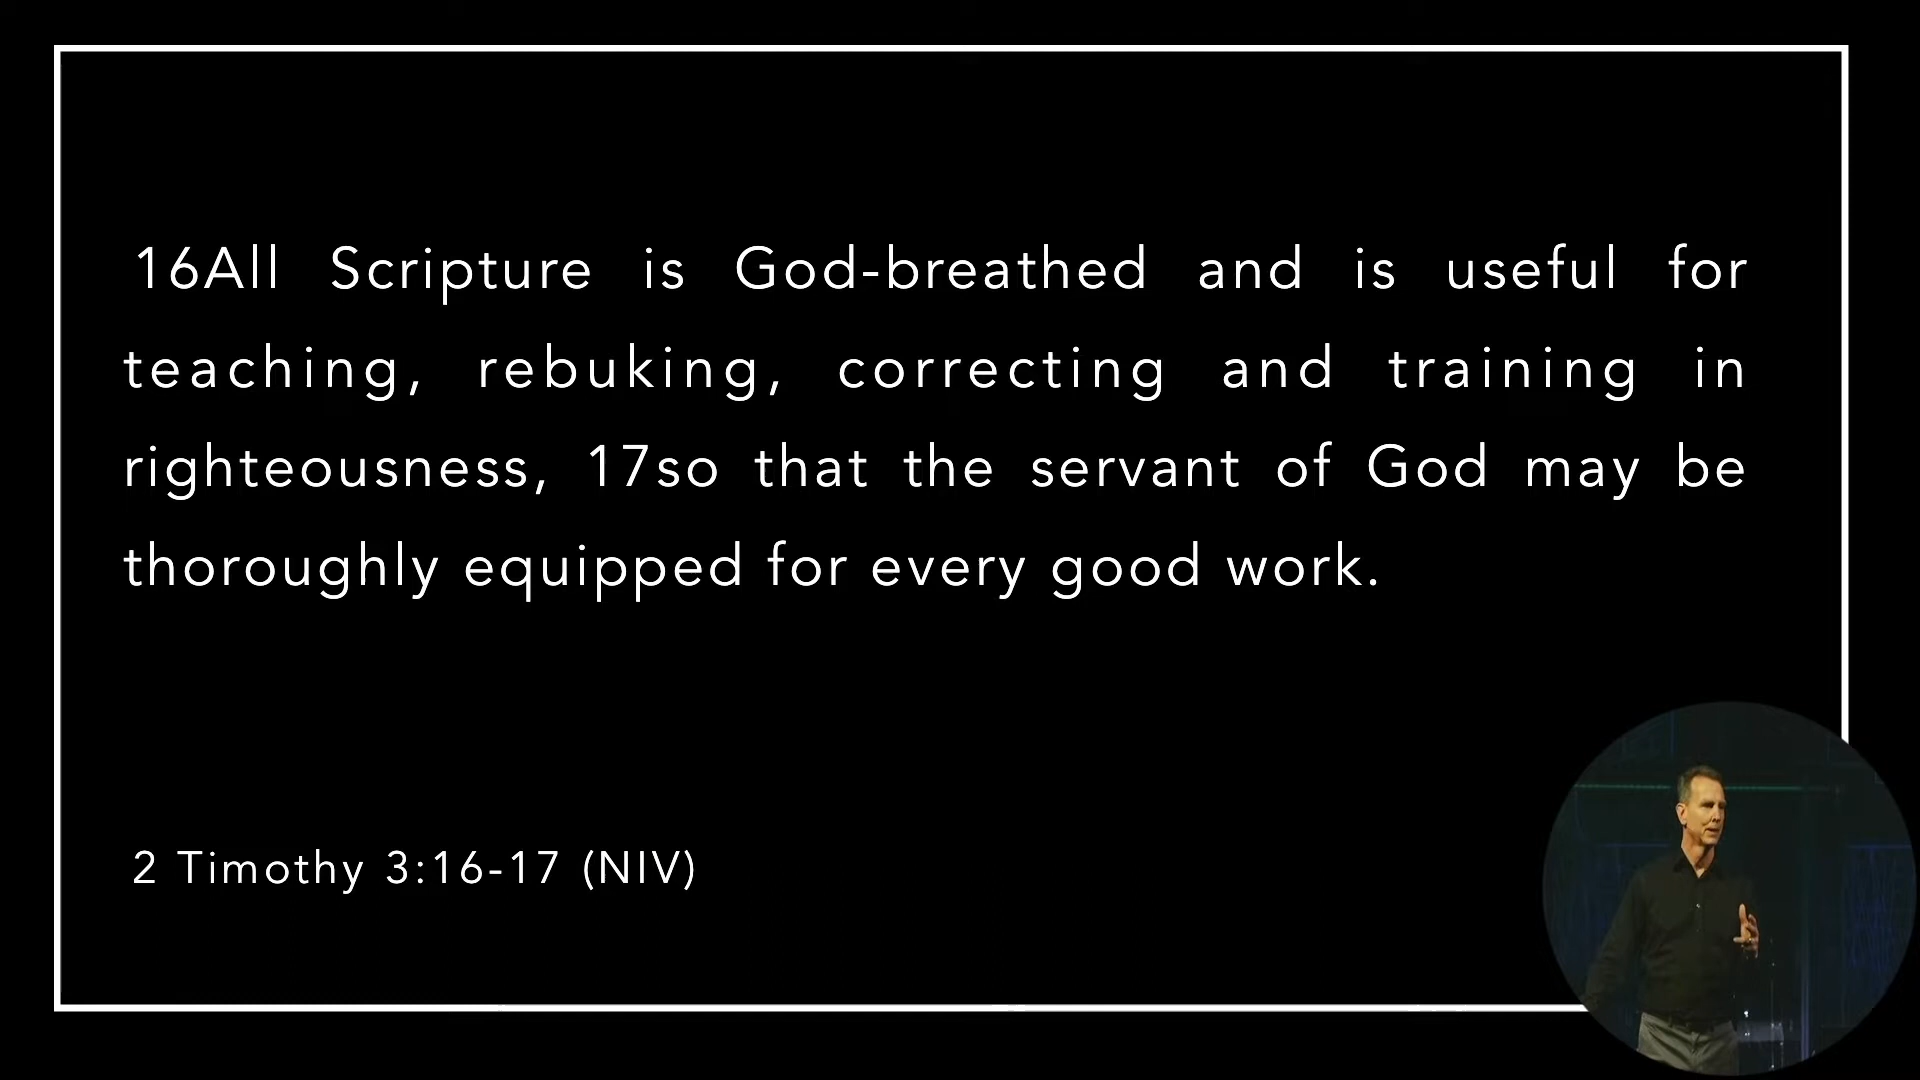 16All Scripture is God-breathed and is useful for
teaching, rebuking, correcting and training in
righteousness, 17so that the servant of God may be
thoroughly equipped for every good work.
2 Timothy 3:16-17 (NIV)